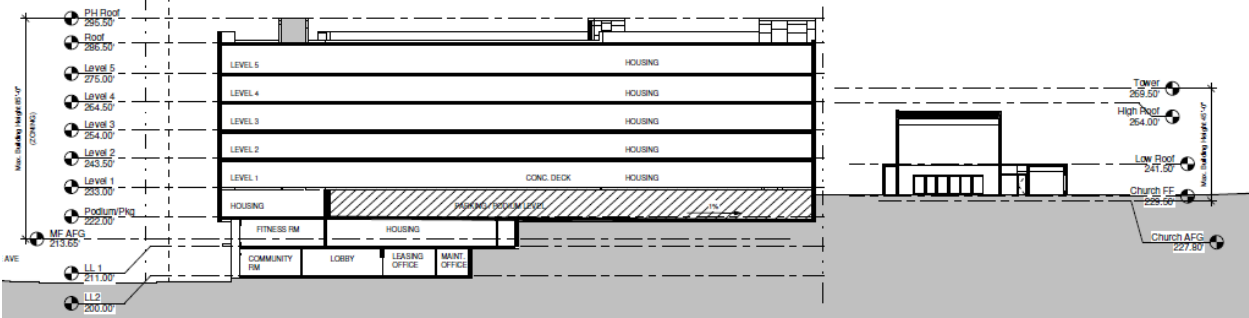 PH Roof
295.50'
Roof
286.50'
Level 5
275.00'
Level 4
264.50'
Level 3
254.00'
Level 2
243.50'
Level 1
233.00'
Podium/Pkg
222.00'
MF AFG
213.65'
AVE
LL 1
211.00'
LL2
200.00'
Max. Building Height 85'-0"
(ZONING)
LEVEL 5 HOUSING
LEVEL 4 HOUSING
LEVEL 3 HOUSING
LEVEL 2 HOUSING
LEVEL 1 CONC. DECK HOUSING
HOUSING PARKING / PODIUM LEVEL 1%
FITNESS RM HOUSING
COMMUNITY
RM
LOBBY
LEASING
OFFICE
MAINT.
OFFICE
Tower
269.50'
High Roof
264.00'
Low Roof
241.50'
Church FF
229.50'
Church AFG
227.80'
Max. Building Height 45'-0"